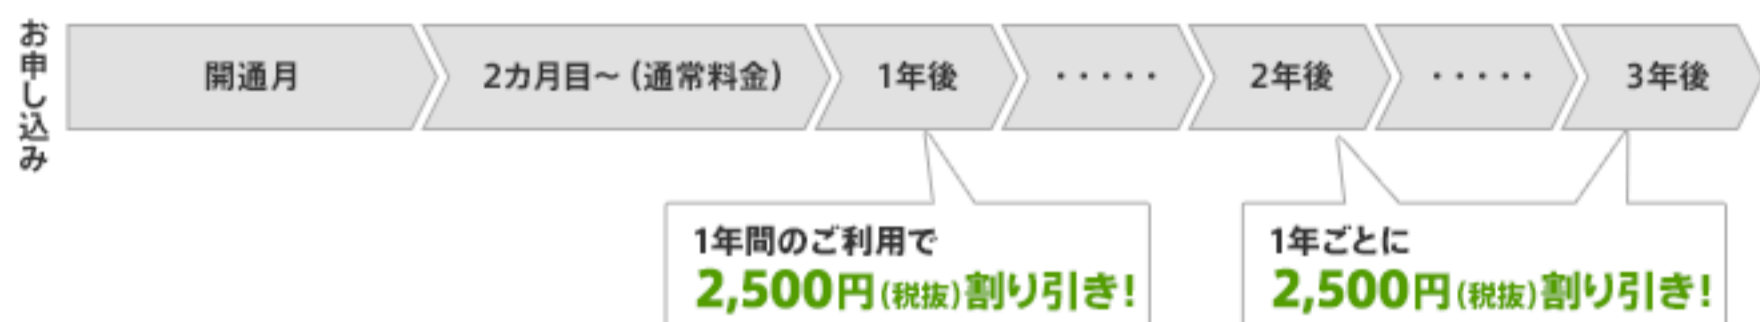 お申し込み
開通月
2カ月目～（通常料金）
1年後
・・・・・
2年後
・・・・・
3年後
1年間のご利用で
2,500円（税抜）割り引き！
1年ごとに
2,500円（税抜）割り引き！